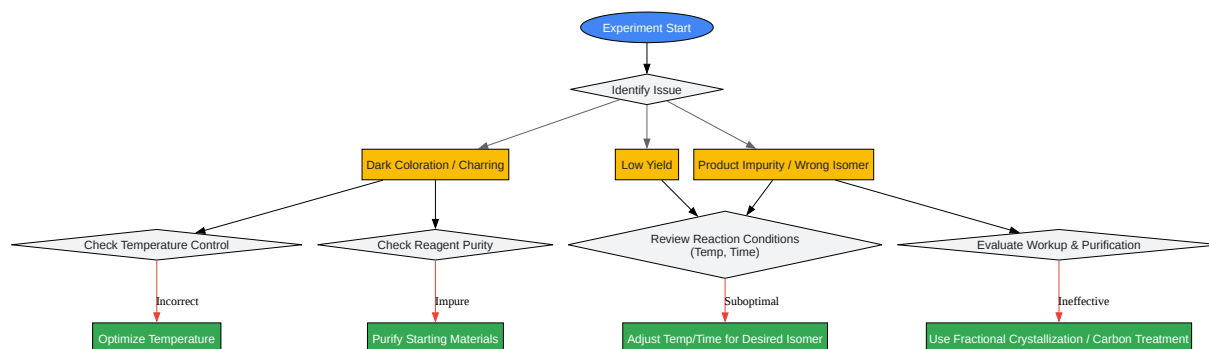 Experiment Start
Identify Issue
Dark Coloration / Charring
Low Yield
Product Impurity / Wrong Isomer
Check Temperature Control
Check Reagent Purity
Review Reaction Conditions
(Temp, Time)
Evaluate Workup & Purification
Incorrect
Impure
Suboptimal
Ineffective
Optimize Temperature
Purify Starting Materials
Adjust Temp/Time for Desired Isomer
Use Fractional Crystallization / Carbon Treatment